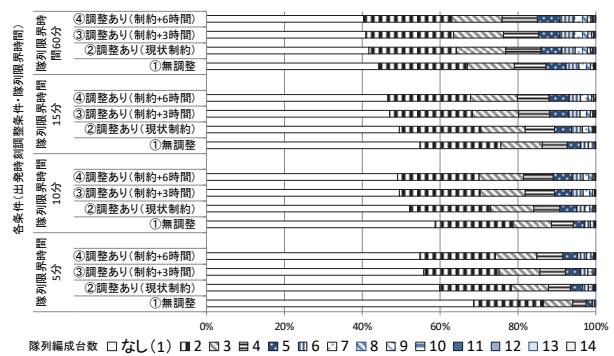 各条件(出発時刻調整条件・隊列限界時間)
隊列限界時
間60分
④調整あり(制約+6時間)
③調整あり(制約+3時間)
②調整あり(現状制約)
①無調整
隊列限界時間
15分
④調整あり(制約+6時間)
③調整あり(制約+3時間)
②調整あり(現状制約)
①無調整
隊列限界時間
10分
④調整あり(制約+6時間)
③調整あり(制約+3時間)
②調整あり(現状制約)
①無調整
隊列限界時間
5分
④調整あり(制約+6時間)
③調整あり(制約+3時間)
②調整あり(現状制約)
①無調整
0% 20% 40% 60% 80% 100%
隊列編成台数 なし(1) 2 3 4 5 6 7 8 9 10 11 12 13 14